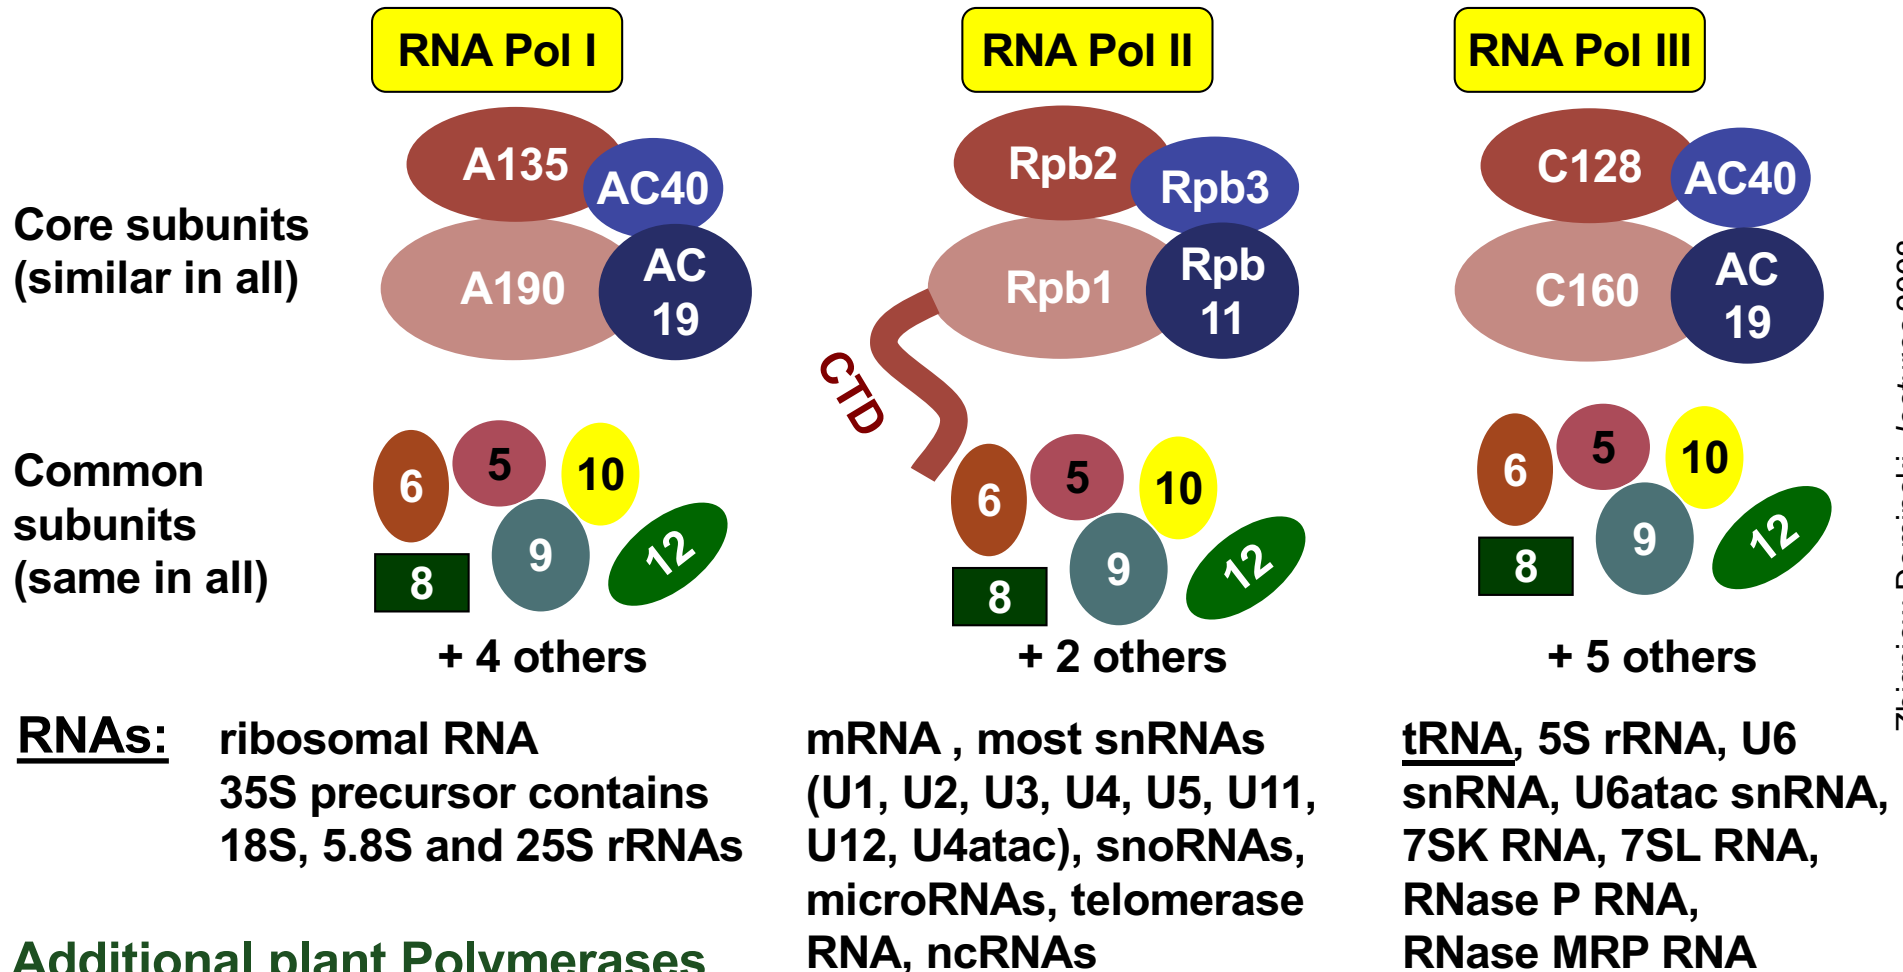 RNA Pol I
RNA Pol II
RNA Pol III
Core subunits
(similar in all)
A135
AC40
A190
AC
19
Rpb2
Rpb3
Rpb1
Rpb
11
CTD
C128
AC40
C160
AC
19
Common
subunits
(same in all)
6
5
10
9
8
12
6
5
10
9
8
12
6
5
10
9
8
12
+ 4 others
+ 2 others
+ 5 others
RNAs:
ribosomal RNA
35S precursor contains
18S, 5.8S and 25S rRNAs
mRNA , most snRNAs
(U1, U2, U3, U4, U5, U11,
U12, U4atac), snoRNAs,
microRNAs, telomerase
RNA, ncRNAs
tRNA, 5S rRNA, U6
snRNA, U6atac snRNA,
7SK RNA, 7SL RNA,
RNase P RNA,
RNase MRP RNA
Additional plant Polymerases